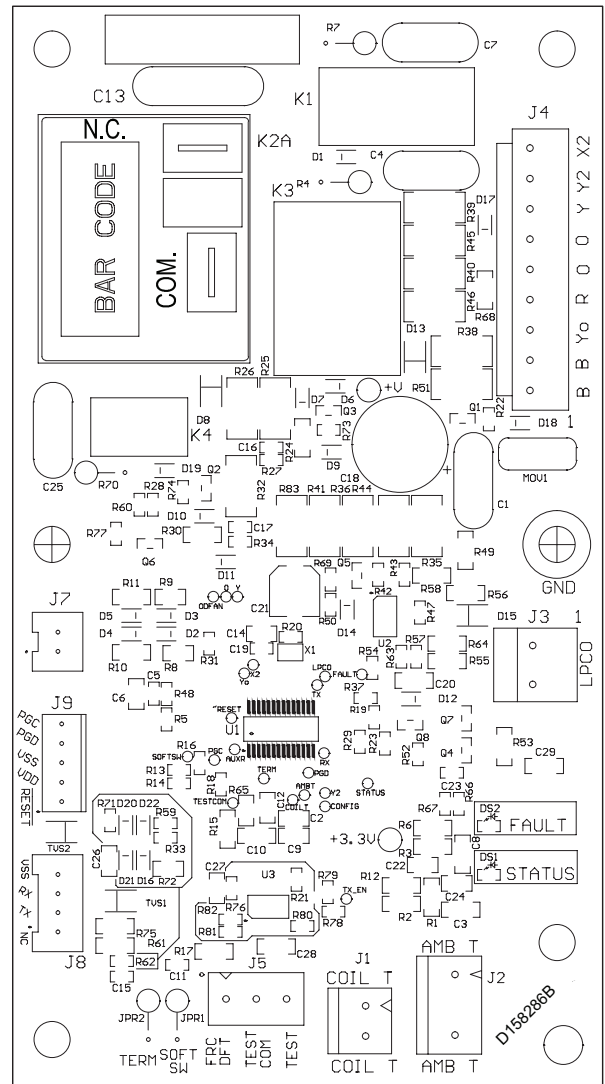 R7
C7
C13
K1
J4
N.C.
K2A
D1
C4
X2
Y2
Y
O
O
R
Yo
B
B
1
BAR CODE
COM.
K3
R4
R39
D17
R45
R40
R46
R68
D13
R38
R51
R26
R25
D8
D7
D6
+V
Q3
R73
Q1
R22
D18
K4
C16
R27
R24
D9
C18
+
MOV1
C25
R70
R28
D19
Q2
R74
R60
D10
R32
R83
R41
R36
R44
C1
R77
R30
C17
R34
Q6
D11
R69
Q5
R43
R35
R49
GND
R11
R9
ODFAN
O
Y
C21
R50
D14
R42
U2
R58
R56
R47
D15
J3
1
LPCO
J7
D5
D3
D4
D2
R10
R8
R31
C14
R20
C19
X1
R54
R63
R57
R64
R55
C6
C5
R48
R5
Yo
X2
LPCO
FAULT
TX
R37
C20
D12
J9
PGC
PGD
VSS
VDD
RESET
RESET
U1
R19
Q7
Q8
R29
R23
R52
Q4
R53
C29
R16
SOFTSW
PGC
AUXR
RX
R13
R14
R18
TERM
PGD
STATUS
TESTCOM
R65
AMBT
Y2
COILT
CONFIG
C12
TVS2
R71
D20
D22
R59
R33
R15
C10
C9
C2
+3.3V
C23
R66
R67
R6
R3
C8
DS2
FAULT
DS1
STATUS
C26
D21
D16
R72
C27
U3
R79
R21
TX_EN
C22
R12
C24
R2
R1
C3
VSS
RX
TX
NC
J8
TVS1
R75
R61
R62
C15
C11
R82
R76
R81
R80
R78
R17
C28
J5
J1
COIL T
AMB T
J2
JPR2
JPR1
TERM
SOFT SW
FRC DFT
TEST COM
TEST
COIL T
AMB T
D158286B